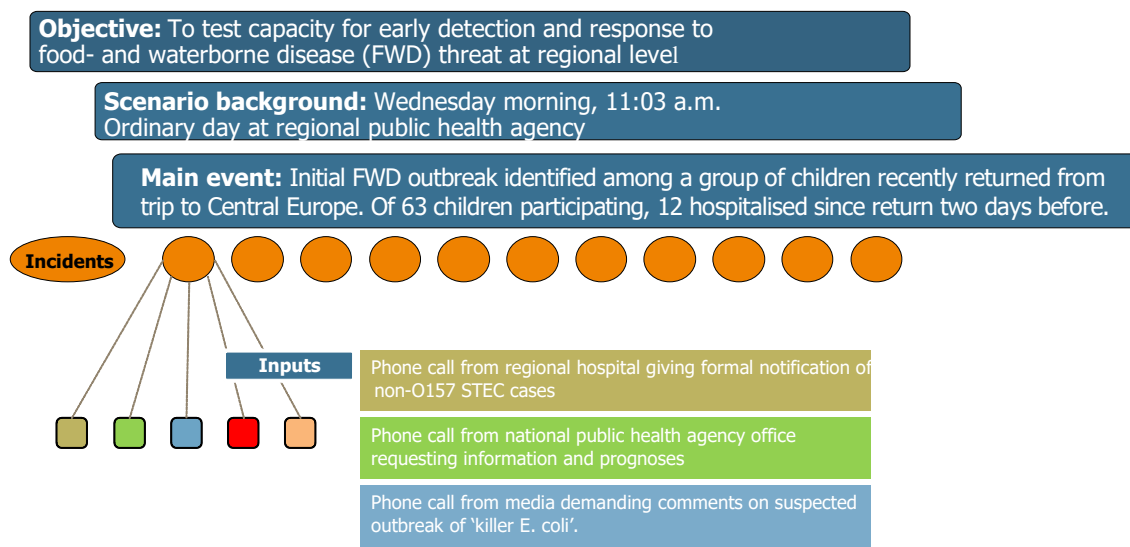 Objective: To test capacity for early detection and response to
food- and waterborne disease (FWD) threat at regional level
Scenario background: Wednesday morning, 11:03 a.m.
Ordinary day at regional public health agency
Main event: Initial FWD outbreak identified among a group of children recently returned from
trip to Central Europe. Of 63 children participating, 12 hospitalised since return two days before.
Incidents
Inputs
Phone call from regional hospital giving formal notification of
non-O157 STEC cases
Phone call from national public health agency office
requesting information and prognoses
Phone call from media demanding comments on suspected
outbreak of ‘killer E. coli’.